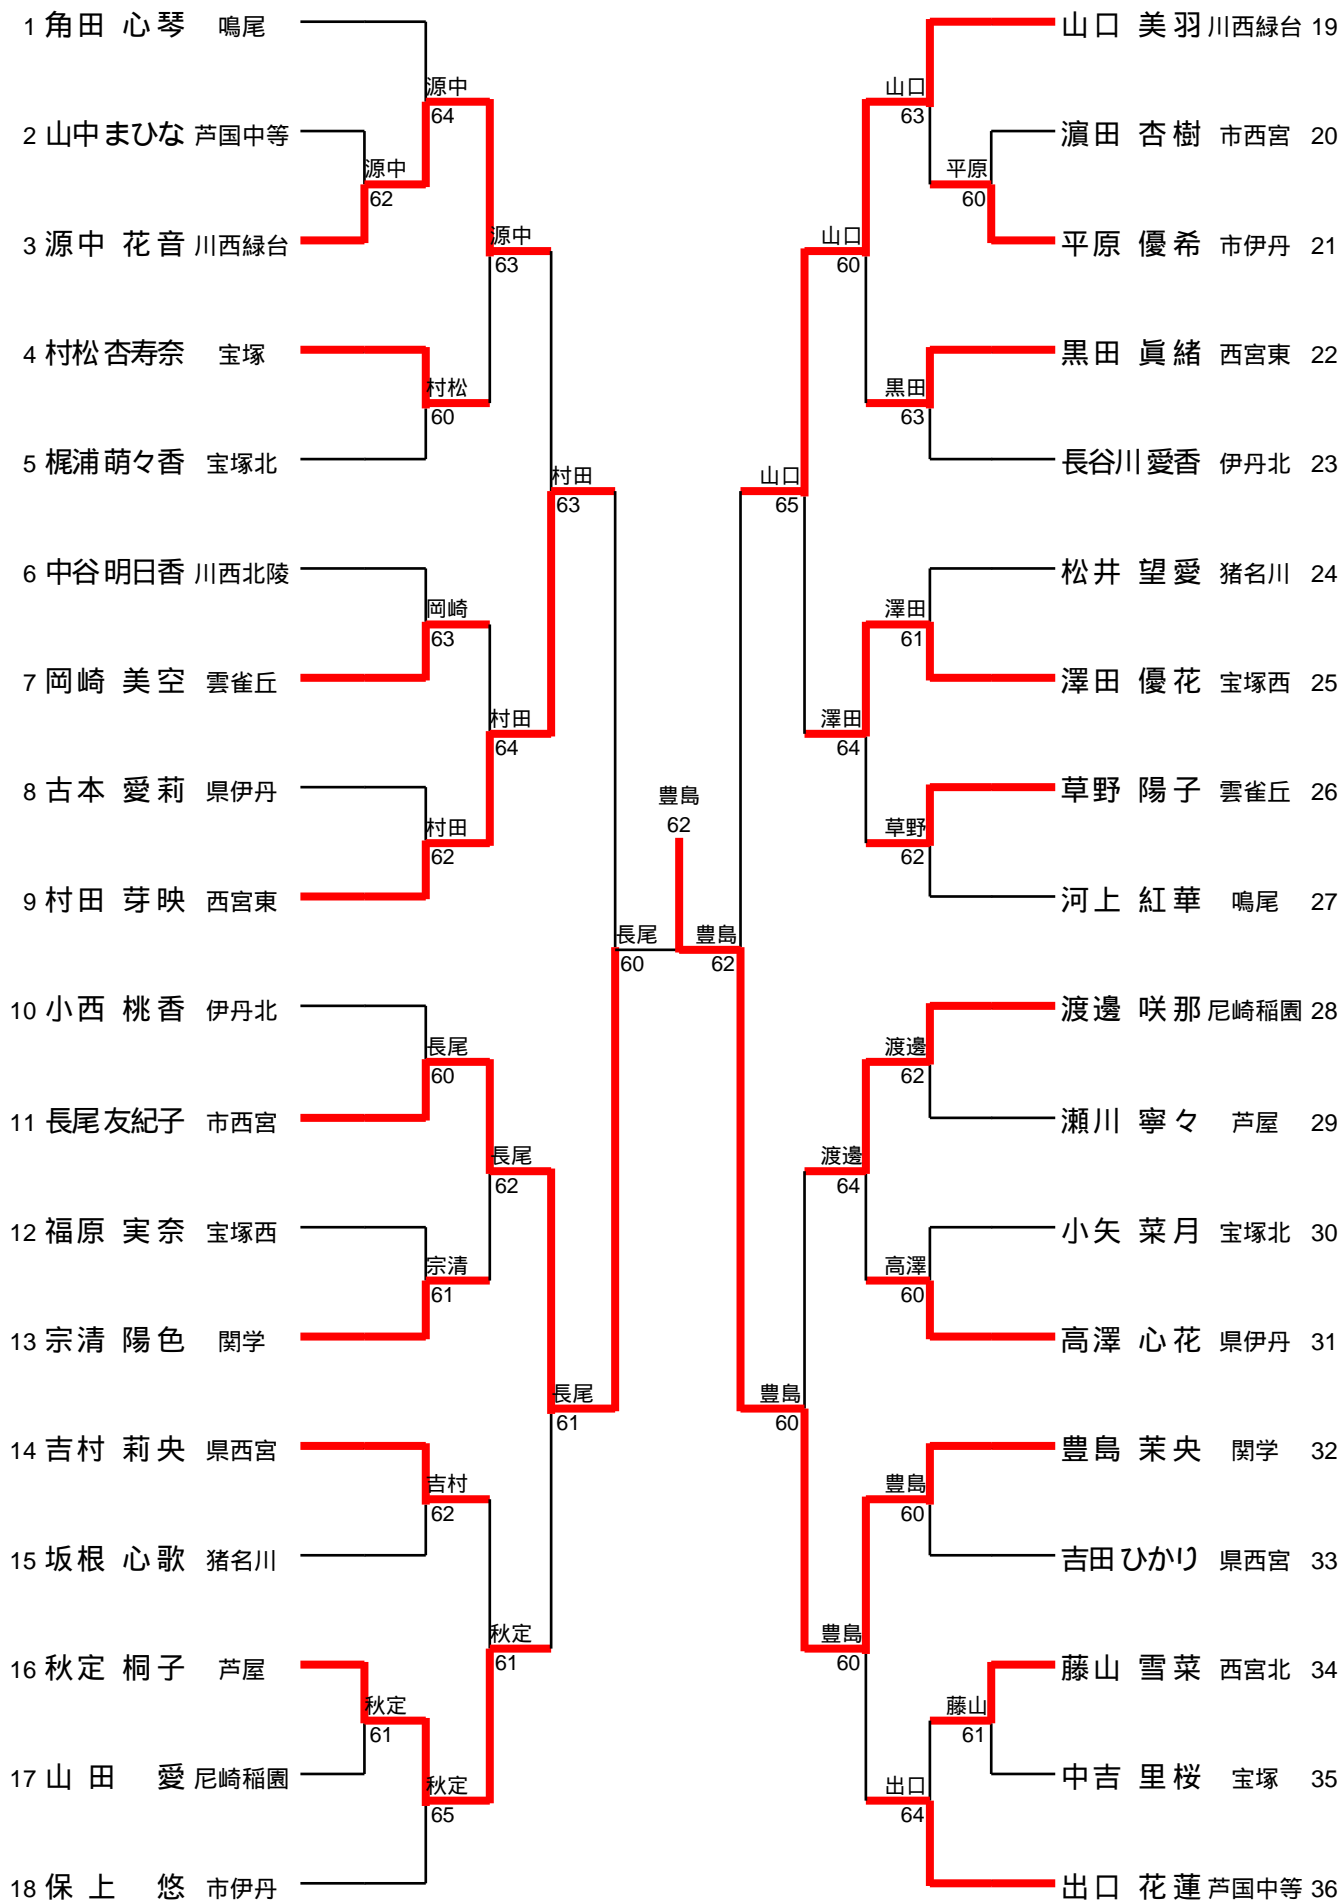 1 角田 心琴 鳴尾
2 山中 まひな 芦国中等
3 源中 花音 川西緑台
4 村松 杏寿奈 宝塚
5 梶浦 萌々香 宝塚北
6 中谷 明日香 川西北陵
7 岡崎 美空 雲雀丘
8 古本 愛莉 県伊丹
9 村田 芽映 西宮東
10 小西 桃香 伊丹北
11 長尾 友紀子 市西宮
12 福原 実奈 宝塚西
13 宗清 陽色 関学
14 吉村 莉央 県西宮
15 坂根 心歌 猪名川
16 秋定 桐子 芦屋
17 山田 愛 尼崎稲園
18 保上 悠 市伊丹
源中
62
秋定
61
源中
64
村松
60
岡崎
63
村田
62
長尾
60
宗清
61
吉村
62
秋定
65
源中
63
村田
64
長尾
62
秋定
61
村田
63
長尾
61
長尾
60
豊島
62
豊島
62
山口
65
豊島
60
山口
60
澤田
64
渡邊
64
豊島
60
山口
63
黒田
63
澤田
61
草野
62
渡邊
62
高澤
60
豊島
60
出口
64
平原
60
藤山
61
山口 美羽 川西緑台 19
濵田 杏樹 市西宮 20
平原 優希 市伊丹 21
黒田 眞緒 西宮東 22
長谷川 愛香 伊丹北 23
松井 望愛 猪名川 24
澤田 優花 宝塚西 25
草野 陽子 雲雀丘 26
河上 紅華 鳴尾 27
渡邊 咲那 尼崎稲園 28
瀬川 寧々 芦屋 29
小矢 菜月 宝塚北 30
高澤 心花 県伊丹 31
豊島 茉央 関学 32
吉田 ひかり 県西宮 33
藤山 雪菜 西宮北 34
中吉 里桜 宝塚 35
出口 花蓮 芦国中等 36